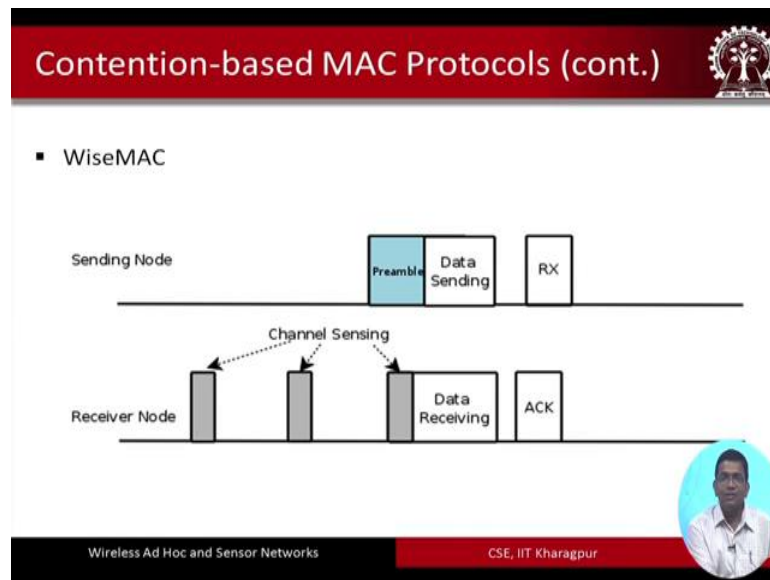 Contention-based MAC Protocols (cont.)
▪ WiseMAC
Sending Node
Preamble
Data
Sending
RX
Channel Sensing
Receiver Node
Data
Receiving
ACK
Wireless Ad Hoc and Sensor Networks
CSE, IIT Kharagpur